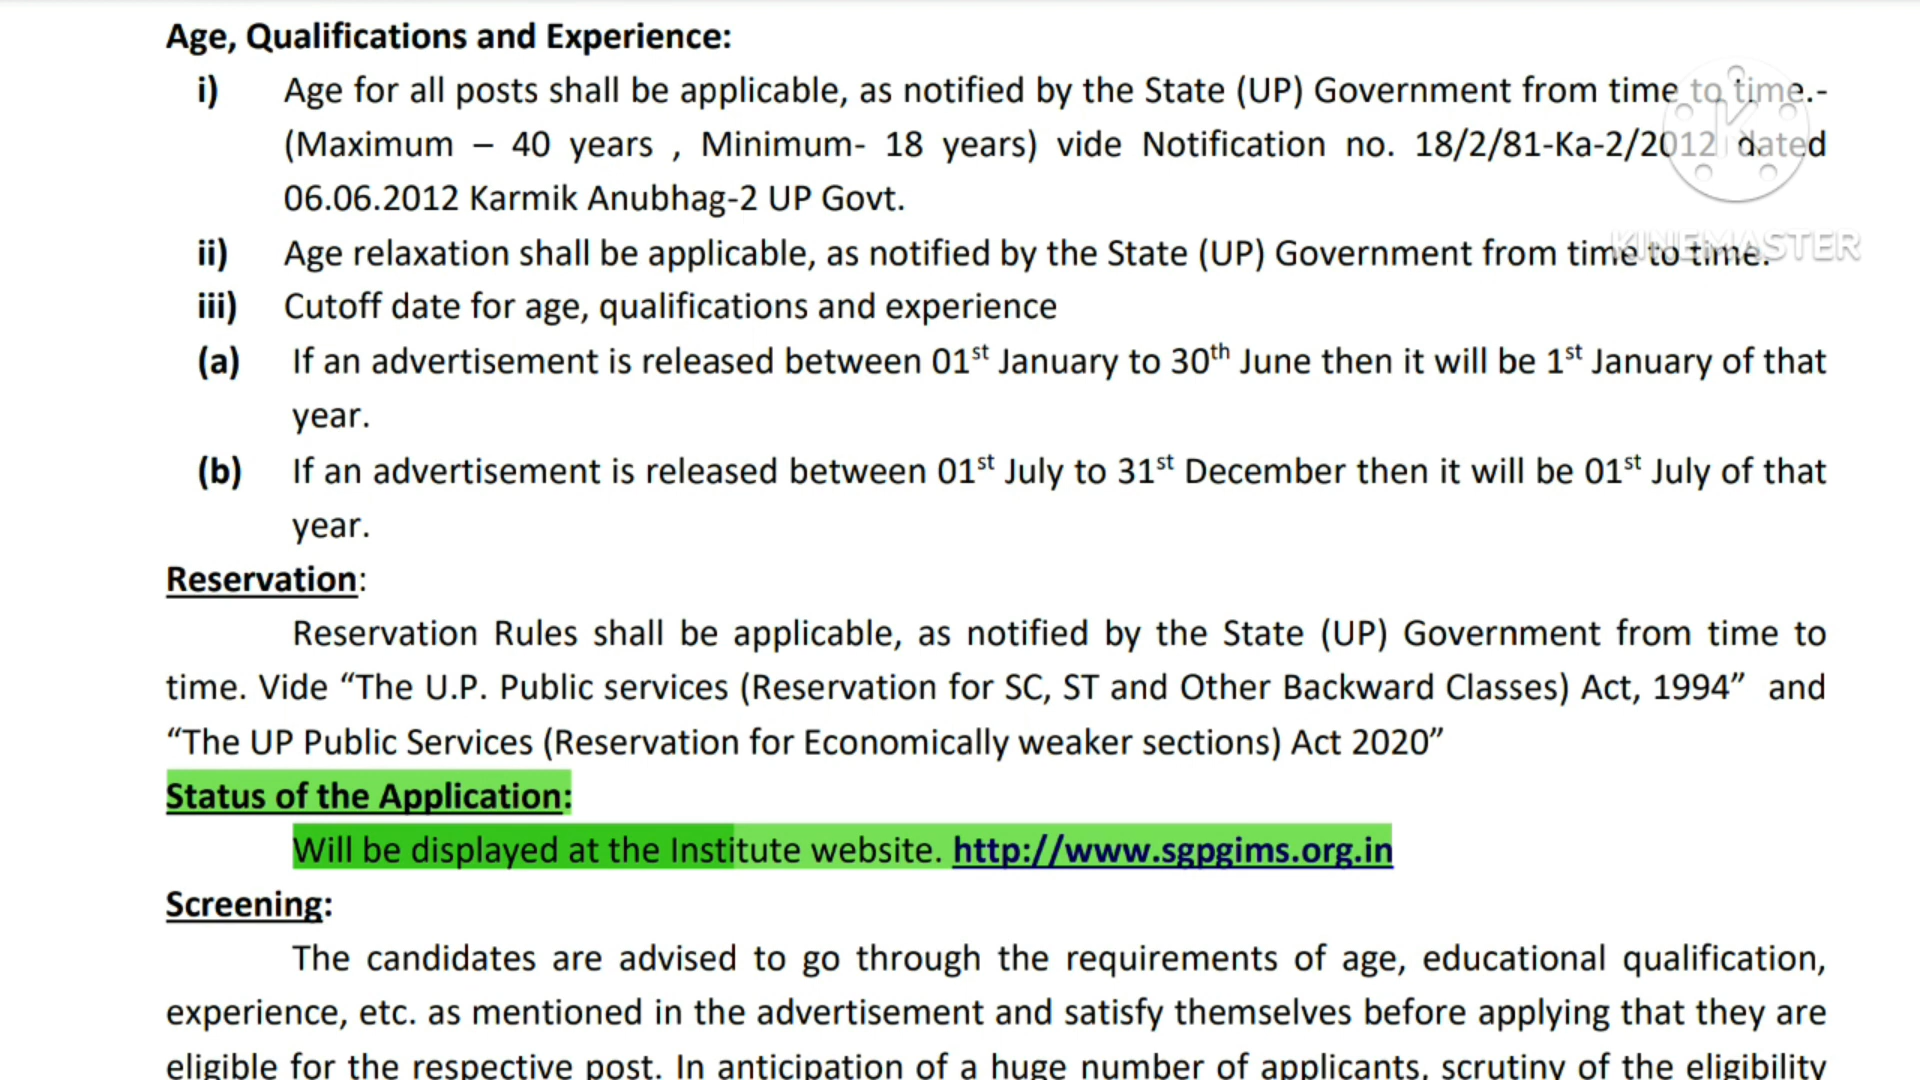 Age, Qualifications and Experience:
i) Age for all posts shall be applicable, as notified by the State (UP) Government from time to time.-
(Maximum – 40 years , Minimum- 18 years) vide Notification no. 18/2/81-Ka-2/2012 dated
06.06.2012 Karmik Anubhag-2 UP Govt.
ii) Age relaxation shall be applicable, as notified by the State (UP) Government from time to time.
KINEMASTER
iii) Cutoff date for age, qualifications and experience
(a) If an advertisement is released between 01st January to 30th June then it will be 1st January of that
year.
(b) If an advertisement is released between 01st July to 31st December then it will be 01st July of that
year.
Reservation:
Reservation Rules shall be applicable, as notified by the State (UP) Government from time to
time. Vide “The U.P. Public services (Reservation for SC, ST and Other Backward Classes) Act, 1994” and
“The UP Public Services (Reservation for Economically weaker sections) Act 2020”
Status of the Application:
Will be displayed at the Institute website. http://www.sgpgims.org.in
Screening:
The candidates are advised to go through the requirements of age, educational qualification,
experience, etc. as mentioned in the advertisement and satisfy themselves before applying that they are
eligible for the respective post. In anticipation of a huge number of applicants, scrutiny of the eligibility